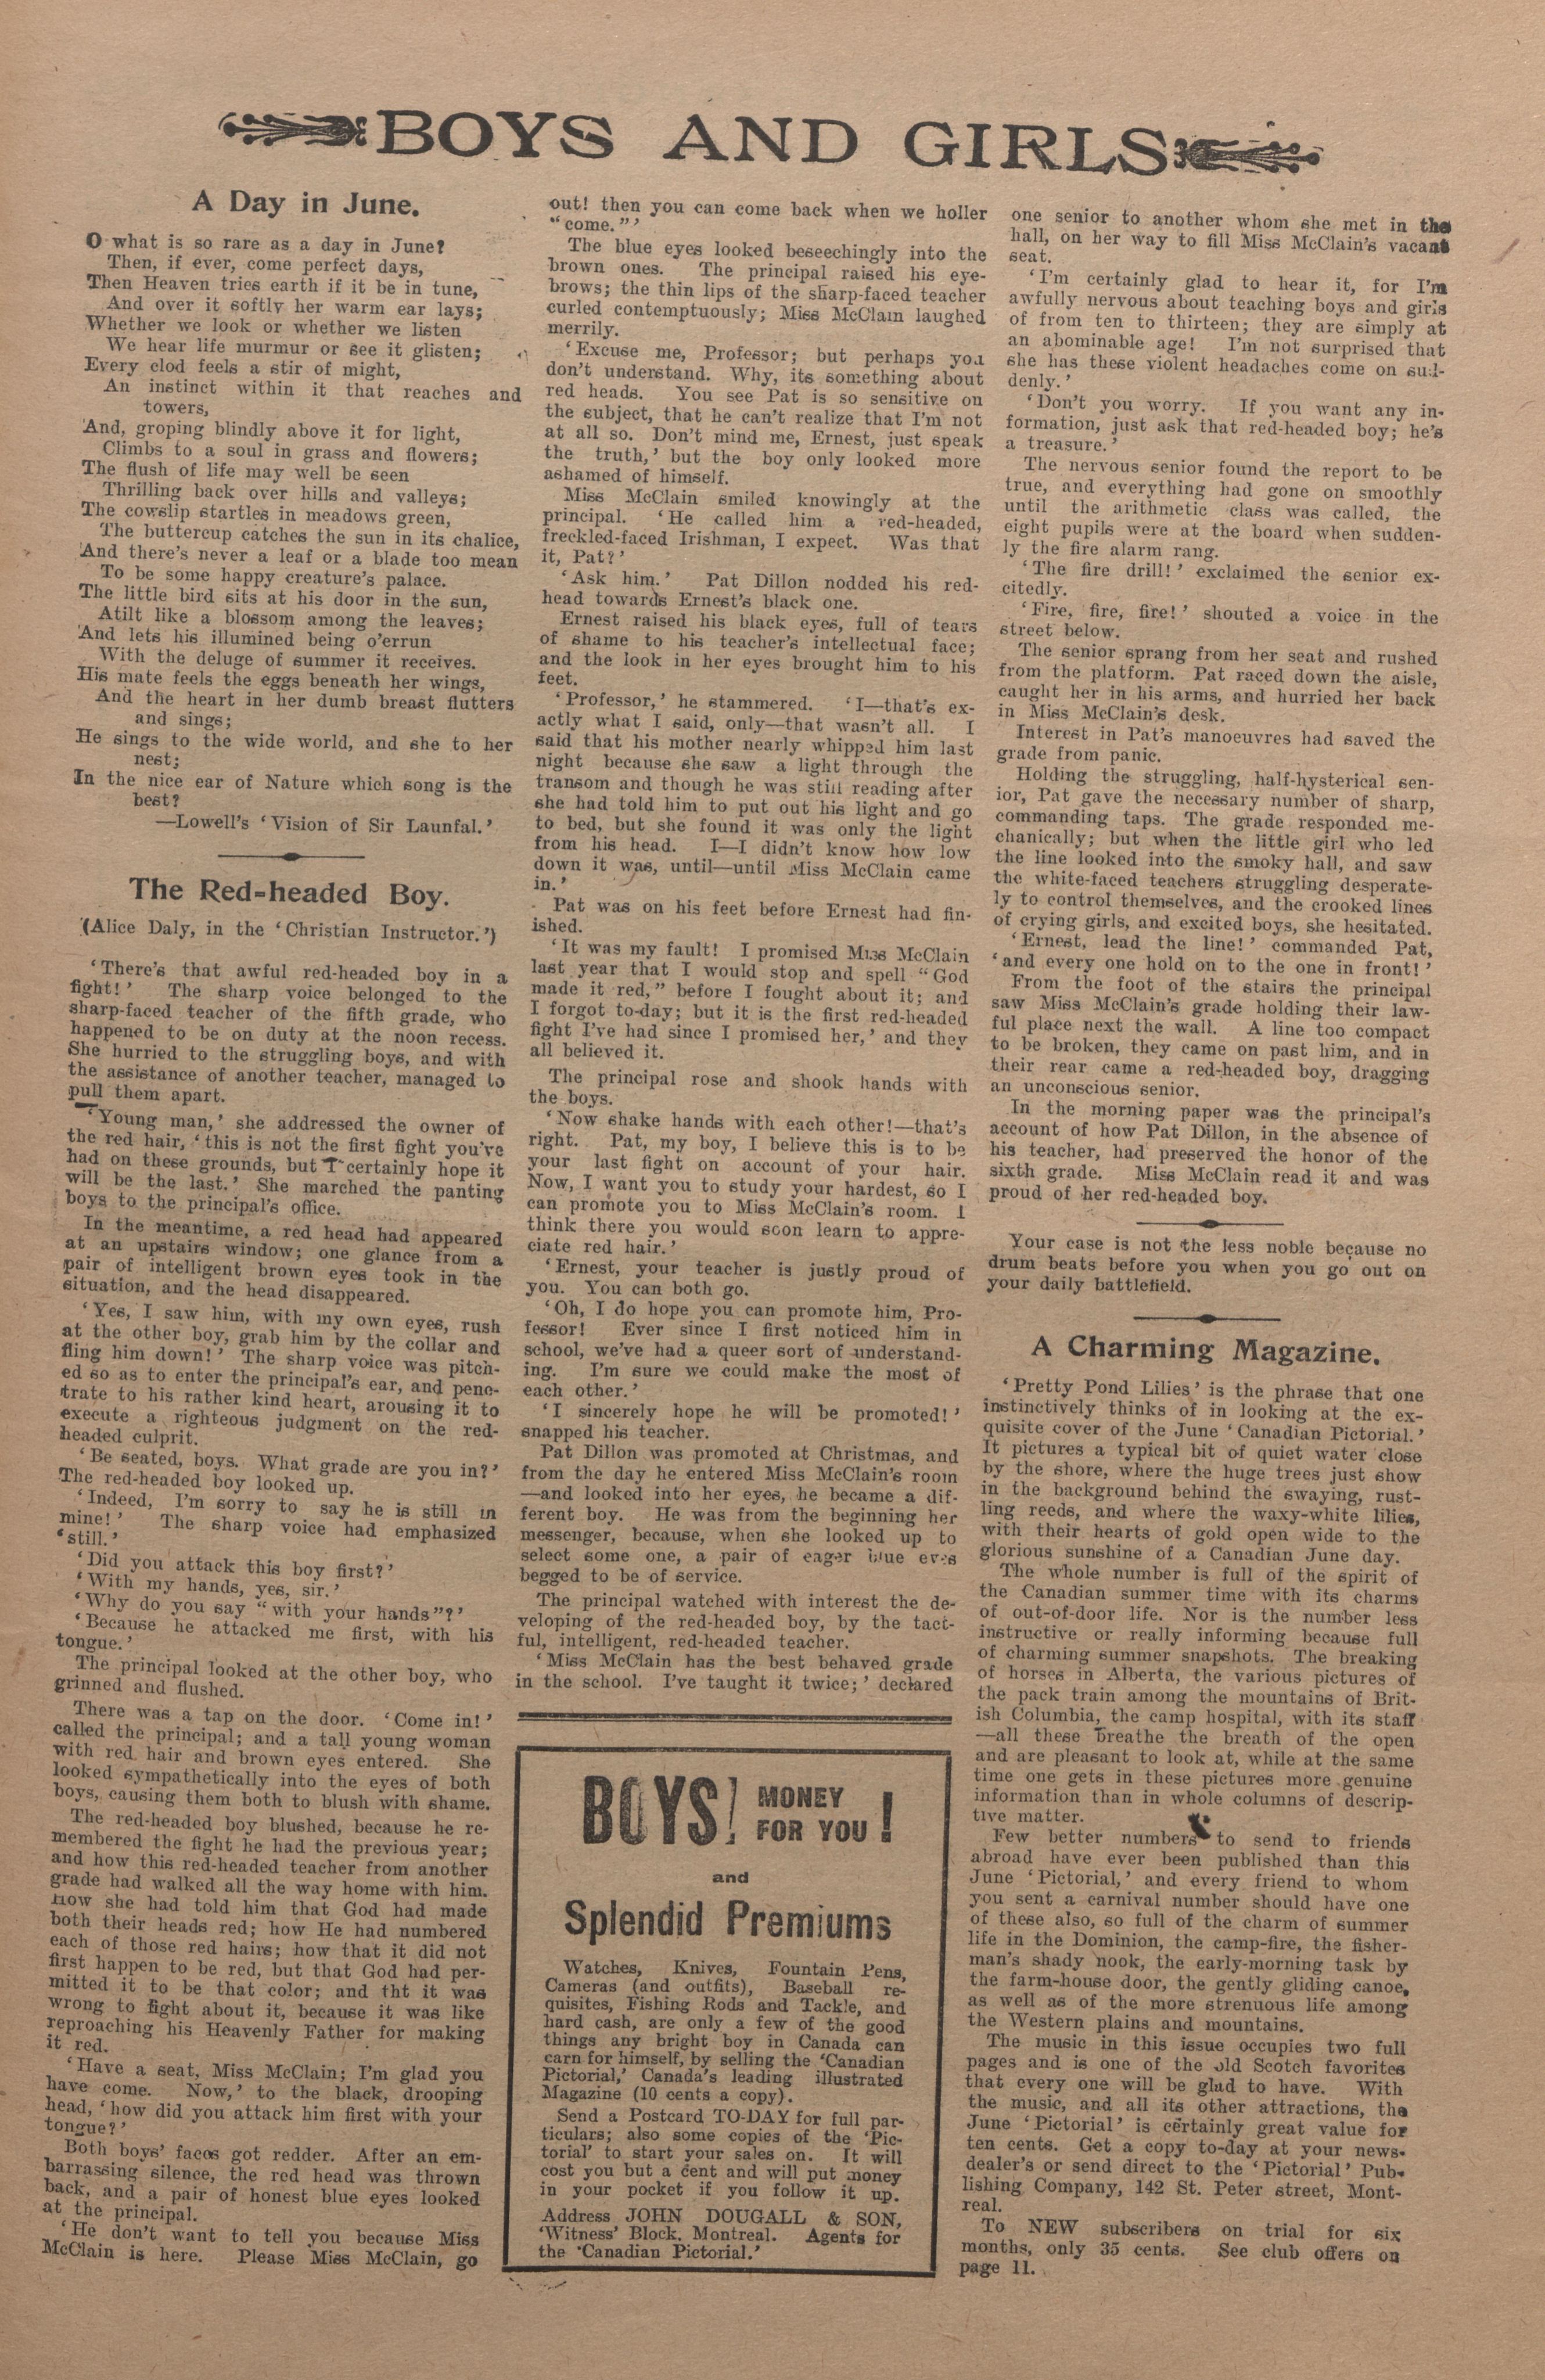 BOYS AND GIRLS
A Day in June.
O what is so rare as a day in June?
Then, if ever, come perfect days,
Then Heaven tries earth if it be in tune,
And over it softly her warm ear lays;
Whether we look or whether we listen
We hear life murmur or see it glisten;
Every clod feels a stir of might,
An instinct within it that reaches and
towers,
And, groping blindly above it for light,
Climbs to a soul in grass and flowers;
The flush of life may well be seen
Thrilling back over hills and valleys;
The cowslip startles in meadows green,
The buttercup catches the sun in its chalice,
And there's never a leaf or a blade too mean
To be some happy creature's palace.
The little bird sits at his door in the sun,
Atilt like a blossom among the leaves;
And lets his illumined being o'errun
With the deluge of summer it receives.
His mate feels the eggs beneath her wings,
And the heart in her dumb breast flutters
and sings;
He sings to the wide world, and she to her
nest;
In the nice ear of Nature which song is the
best?
—Lowell's 'Vision of Sir Launfal.'
The Red-headed Boy.
(Alice Daly, in the 'Christian Instructor.')
'There's that awful red-headed boy in a
fight!' The sharp voice belonged to the
sharp-faced teacher of the fifth grade, who
happened to be on duty at the noon recess.
She hurried to the struggling boys, and with
the assistance of another teacher, managed to
pull them apart.
'Young man,' she addressed the owner of
the red hair, 'this is not the first fight you've
had on these grounds, but I certainly hope it
will be the last.' She marched the panting
boys to the principal's office.
In the meantime, a red head had appeared
at an upstairs window; one glance from a
pair of intelligent brown eyes took in the
situation, and the head disappeared.
'Yes, I saw him, with my own eyes, rush
at the other boy, grab him by the collar and
fling him down!' The sharp voice was pitch-
ed so as to enter the principal's ear, and pene-
trate to his rather kind heart, arousing it to
execute a righteous judgment on the red-
headed culprit.
'Be seated, boys. What grade are you in?'
The red-headed boy looked up.
'Indeed, I'm sorry to say he is still in
mine!' The sharp voice had emphasized
'still.'
'Did you attack this boy first?'
'With my hands, yes, sir.'
'Why do you say "with your hands"?'
'Because he attacked me first, with his
tongue.'
The principal looked at the other boy, who
grinned and flushed.
There was a tap on the door. 'Come in!'
called the principal; and a tall young woman
with red hair and brown eyes entered. She
looked sympathetically into the eyes of both
boys, causing them both to blush with shame.
The red-headed boy blushed, because he re-
membered the fight he had the previous year;
and how this red-headed teacher from another
grade had walked all the way home with him.
How she had told him that God had made
both their heads red; how He had numbered
each of those red hairs; how that it did not
first happen to be red, but that God had per-
mitted it to be that color; and tht it was
wrong to fight about it, because it was like
reproaching his Heavenly Father for making
it red.
'Have a seat, Miss McClain; I'm glad you
have come. Now,' to the black, drooping
head, 'how did you attack him first with your
tongue?'
Both boys' faces got redder. After an em-
barrassing silence, the red head was thrown
back, and a pair of honest blue eyes looked
at the principal.
'He don't want to tell you because Miss
McClain is here. Please Miss McClain, go
out! then you can come back when we holler
"come."'
The blue eyes looked beseechingly into the
brown ones. The principal raised his eye-
brows; the thin lips of the sharp-faced teacher
curled contemptuously; Miss McClain laughed
merrily.
'Excuse me, Professor; but perhaps you
don't understand. Why, its something about
red heads. You see Pat is so sensitive on
the subject, that he can't realize that I'm not
at all so. Don't mind me, Ernest, just speak
the truth,' but the boy only looked more
ashamed of himself.
Miss McClain smiled knowingly at the
principal. 'He called him a red-headed,
freckled-faced Irishman, I expect. Was that
it, Pat?'
'Ask him.' Pat Dillon nodded his red-
head towards Ernest's black one.
Ernest raised his black eyes, full of tears
of shame to his teacher's intellectual face;
and the look in her eyes brought him to his
feet.
'Professor,' he stammered. 'I—that's ex-
actly what I said, only—that wasn't all. I
said that his mother nearly whipped him last
night because she saw a light through the
transom and though he was still reading after
she had told him to put out his light and go
to bed, but she found it was only the light
from his head. I—I didn't know how low
down it was, until—until Miss McClain came
in.'
Pat was on his feet before Ernest had fin-
ished.
'It was my fault! I promised Miss McClain
last year that I would stop and spell "God
made it red," before I fought about it; and
I forgot to-day; but it is the first red-headed
fight I've had since I promised her,' and they
all believed it.
The principal rose and shook hands with
the boys.
'Now shake hands with each other!—that's
right. Pat, my boy, I believe this is to be
your last fight on account of your hair.
Now, I want you to study your hardest, so I
can promote you to Miss McClain's room. I
think there you would soon learn to appre-
ciate red hair.'
'Ernest, your teacher is justly proud of
you. You can both go.
'Oh, I do hope you can promote him, Pro-
fessor! Ever since I first noticed him in
school, we've had a queer sort of understand-
ing. I'm sure we could make the most of
each other.'
'I sincerely hope he will be promoted!'
snapped his teacher.
Pat Dillon was promoted at Christmas, and
from the day he entered Miss McClain's room
—and looked into her eyes, he became a dif-
ferent boy. He was from the beginning her
messenger, because, when she looked up to
select some one, a pair of eager blue eyes
begged to be of service.
The principal watched with interest the de-
veloping of the red-headed boy, by the tact-
ful, intelligent, red-headed teacher.
'Miss McClain has the best behaved grade
in the school. I've taught it twice;' declared
one senior to another whom she met in the
hall, on her way to fill Miss McClain's vacant
seat.
'I'm certainly glad to hear it, for I'm
awfully nervous about teaching boys and girls
of from ten to thirteen; they are simply at
an abominable age! I'm not surprised that
she has these violent headaches come on sud-
denly.'
'Don't you worry. If you want any in-
formation, just ask that red-headed boy; he's
a treasure.'
The nervous senior found the report to be
true, and everything had gone on smoothly
until the arithmetic class was called, the
eight pupils were at the board when sudden-
ly the fire alarm rang.
'The fire drill!' exclaimed the senior ex-
citedly.
'Fire, fire, fire!' shouted a voice in the
street below.
The senior sprang from her seat and rushed
from the platform. Pat raced down the aisle,
caught her in his arms, and hurried her back
in Miss McClain's desk.
Interest in Pat's manoeuvres had saved the
grade from panic.
Holding the struggling, half-hysterical sen-
ior, Pat gave the necessary number of sharp,
commanding taps. The grade responded me-
chanically; but when the little girl who led
the line looked into the smoky hall, and saw
the white-faced teachers struggling desperate-
ly to control themselves, and the crooked lines
of crying girls, and excited boys, she hesitated.
'Ernest, lead the line!' commanded Pat,
'and every one hold on to the one in front!'
From the foot of the stairs the principal
saw Miss McClain's grade holding their law-
ful place next the wall. A line too compact
to be broken, they came on past him, and in
their rear came a red-headed boy, dragging
an unconscious senior.
In the morning paper was the principal's
account of how Pat Dillon, in the absence of
his teacher, had preserved the honor of the
sixth grade. Miss McClain read it and was
proud of her red-headed boy.
Your case is not the less noble because no
drum beats before you when you go out on
your daily battlefield.
A Charming Magazine.
'Pretty Pond Lilies' is the phrase that one
instinctively thinks of in looking at the ex-
quisite cover of the June 'Canadian Pictorial.'
It pictures a typical bit of quiet water close
by the shore, where the huge trees just show
in the background behind the swaying, rust-
ling reeds, and where the waxy-white lilies,
with their hearts of gold open wide to the
glorious sunshine of a Canadian June day.
The whole number is full of the spirit of
the Canadian summer time with its charms
of out-of-door life. Nor is the number less
instructive or really informing because full
of charming summer snapshots. The breaking
of horses in Alberta, the various pictures of
the pack train among the mountains of Brit-
ish Columbia, the camp hospital, with its staff
—all these breathe the breath of the open
and are pleasant to look at, while at the same
time one gets in these pictures more genuine
information than in whole columns of descrip-
tive matter.
Few better numbers to send to friends
abroad have ever been published than this
June 'Pictorial,' and every friend to whom
you sent a carnival number should have one
of these also, so full of the charm of summer
life in the Dominion, the camp-fire, the fisher-
man's shady nook, the early-morning task by
the farm-house door, the gently gliding canoe,
as well as of the more strenuous life among
the Western plains and mountains.
The music in this issue occupies two full
pages and is one of the old Scotch favorites
that every one will be glad to have. With
the music, and all its other attractions, the
June 'Pictorial' is certainly great value for
ten cents. Get a copy to-day at your news-
dealer's or send direct to the 'Pictorial' Pub-
lishing Company, 142 St. Peter street, Mont-
real.
To NEW subscribers on trial for six
months, only 35 cents. See club offers on
page 11.
BOYS! MONEY
FOR YOU!
and
Splendid Premiums
Watches, Knives, Fountain Pens,
Cameras (and outfits), Baseball re-
quisites, Fishing Rods and Tackle, and
hard cash, are only a few of the good
things any bright boy in Canada can
earn for himself, by selling the 'Canadian
Pictorial,' Canada's leading illustrated
Magazine (10 cents a copy).
Send a Postcard TO-DAY for full par-
ticulars; also some copies of the 'Pic-
torial' to start your sales on. It will
cost you but a cent and will put money
in your pocket if you follow it up.
Address JOHN DOUGALL & SON,
'Witness' Block, Montreal. Agents for
the 'Canadian Pictorial.'